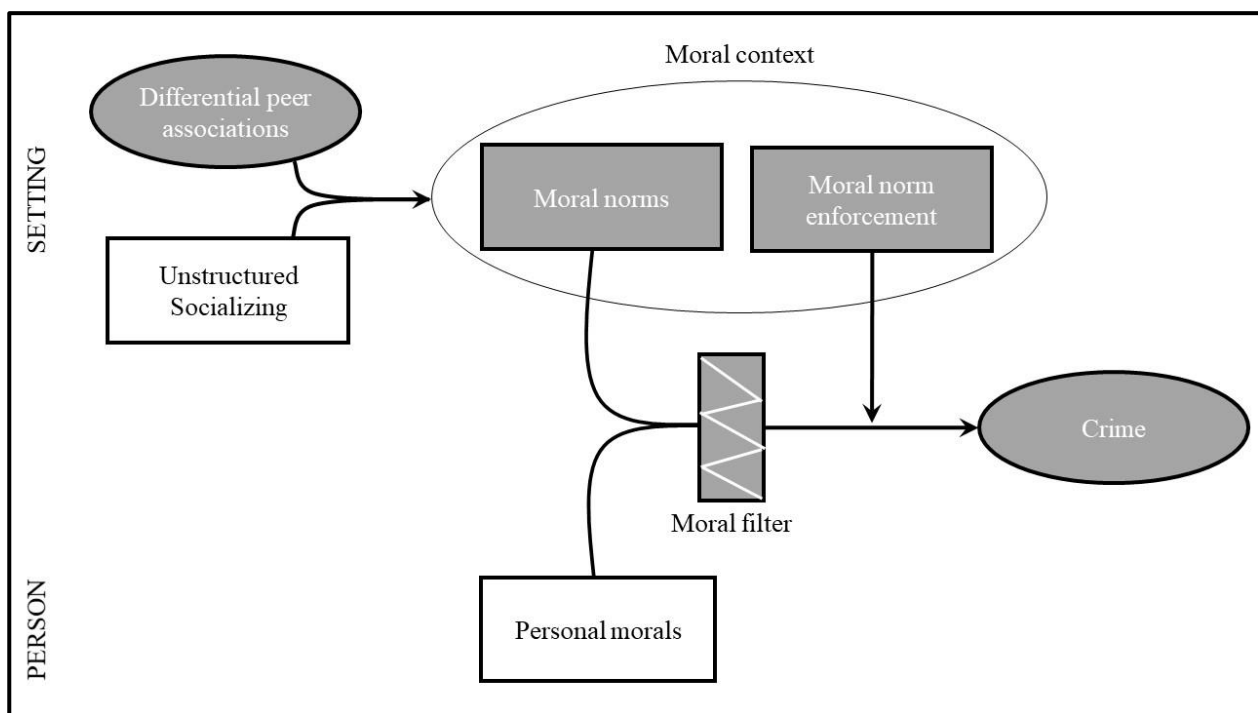 Moral context
Differential peer
associations
SETTING
Moral norms
Moral norm
enforcement
Unstructured
Socializing
Crime
Moral filter
PERSON
Personal morals